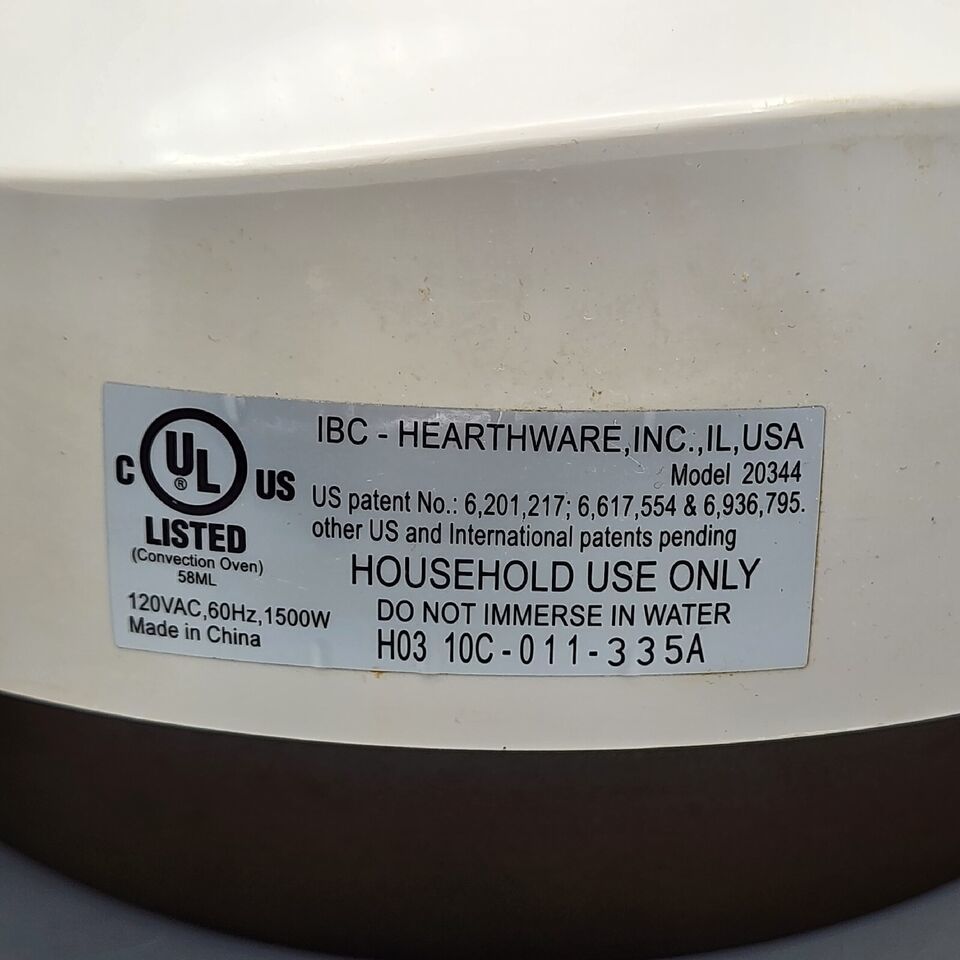 C UL® US
LISTED
(Convection Oven)
58ML
120VAC,60Hz,1500W
Made in China
IBC - HEARTHWARE,INC.,IL,USA
Model 20344
US patent No.: 6,201,217; 6,617,554 & 6,936,795.
other US and International patents pending
HOUSEHOLD USE ONLY
DO NOT IMMERSE IN WATER
H03 10C-011-335A